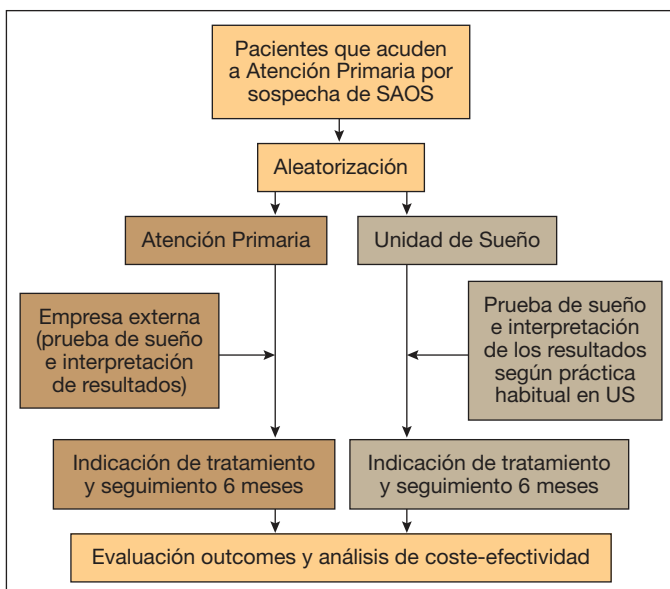 Pacientes que acuden
a Atención Primaria por
sospecha de SAOS
Aleatorización
Atención Primaria
Unidad de Sueño
Empresa externa
(prueba de sueño
e interpretación
de resultados)
Prueba de sueño
e interpretación
de los resultados
según práctica
habitual en US
Indicación de tratamiento
y seguimiento 6 meses
Indicación de tratamiento
y seguimiento 6 meses
Evaluación outcomes y análisis de coste-efectividad